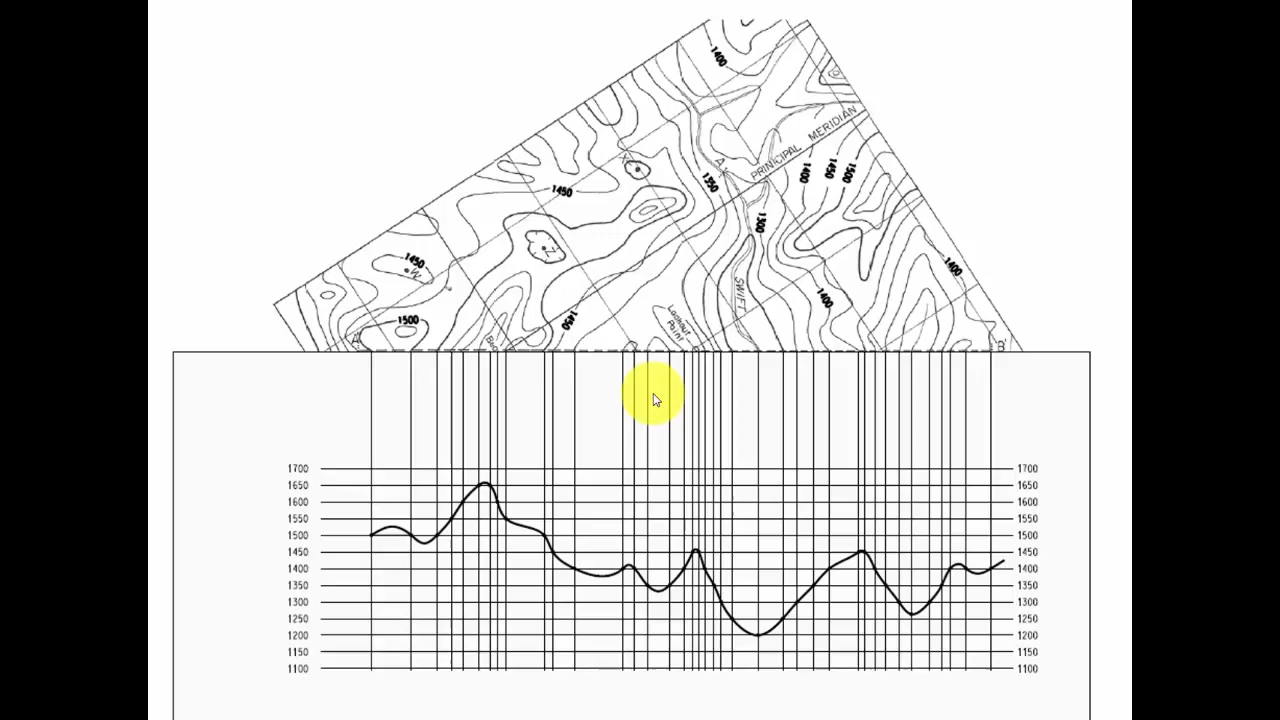 1400
PRINCIPAL MERIDIAN
X
A
1400
1450
1500
1350
1450
1300
Z
1450
W
1400
SWIFT
1400
1500
1450
Lookout
Point
A'
B'
1700 1700
1650 1650
1600 1600
1550 1550
1500 1500
1450 1450
1400 1400
1350 1350
1300 1300
1250 1250
1200 1200
1150 1150
1100 1100